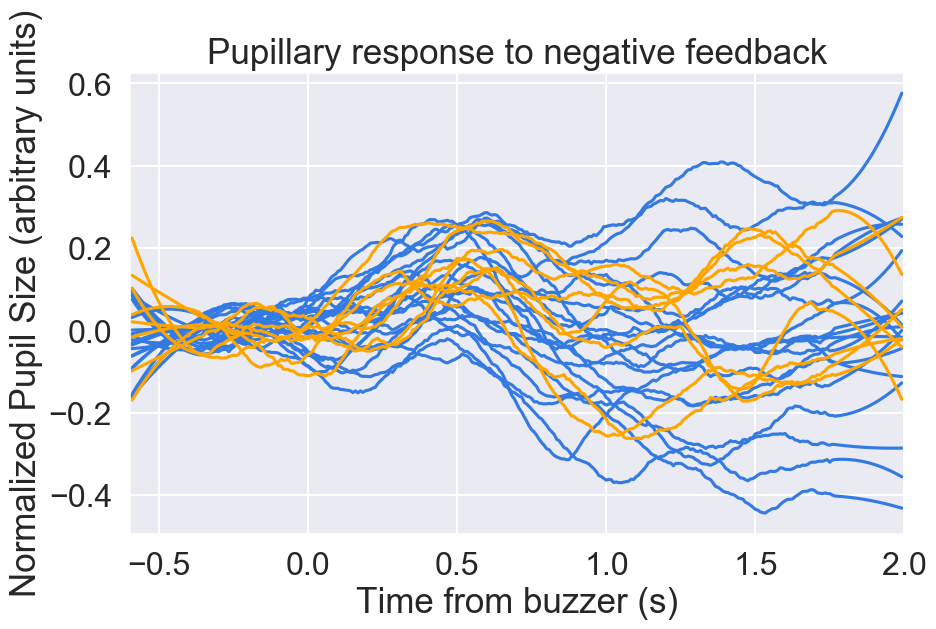 Pupillary response to negative feedback
Normalized Pupil Size (arbitrary units)
0.6
0.4
0.2
0.0
−0.2
−0.4
−0.5 0.0 0.5 1.0 1.5 2.0
Time from buzzer (s)